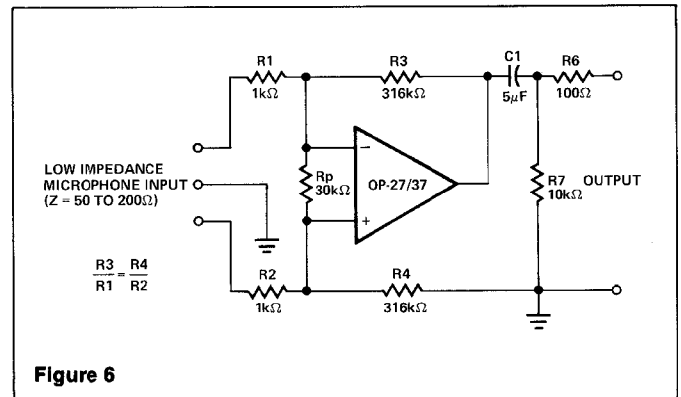 R1
1kΩ
R3
316kΩ
C1
5μF
R6
100Ω
LOW IMPEDANCE
MICROPHONE INPUT
(Z = 50 TO 200Ω)
Rp
30kΩ
−
+
OP-27/37
R7
10kΩ
OUTPUT
R3
R1
=
R4
R2
R2
1kΩ
R4
316kΩ
Figure 6